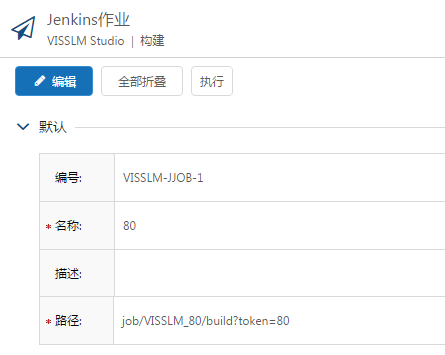 Jenkins作业
VISSLM Studio | 构建
编辑 全部折叠 执行
默认
编号: VISSLM-JJOB-1
* 名称: 80
描述:
* 路径: job/VISSLM_80/build?token=80